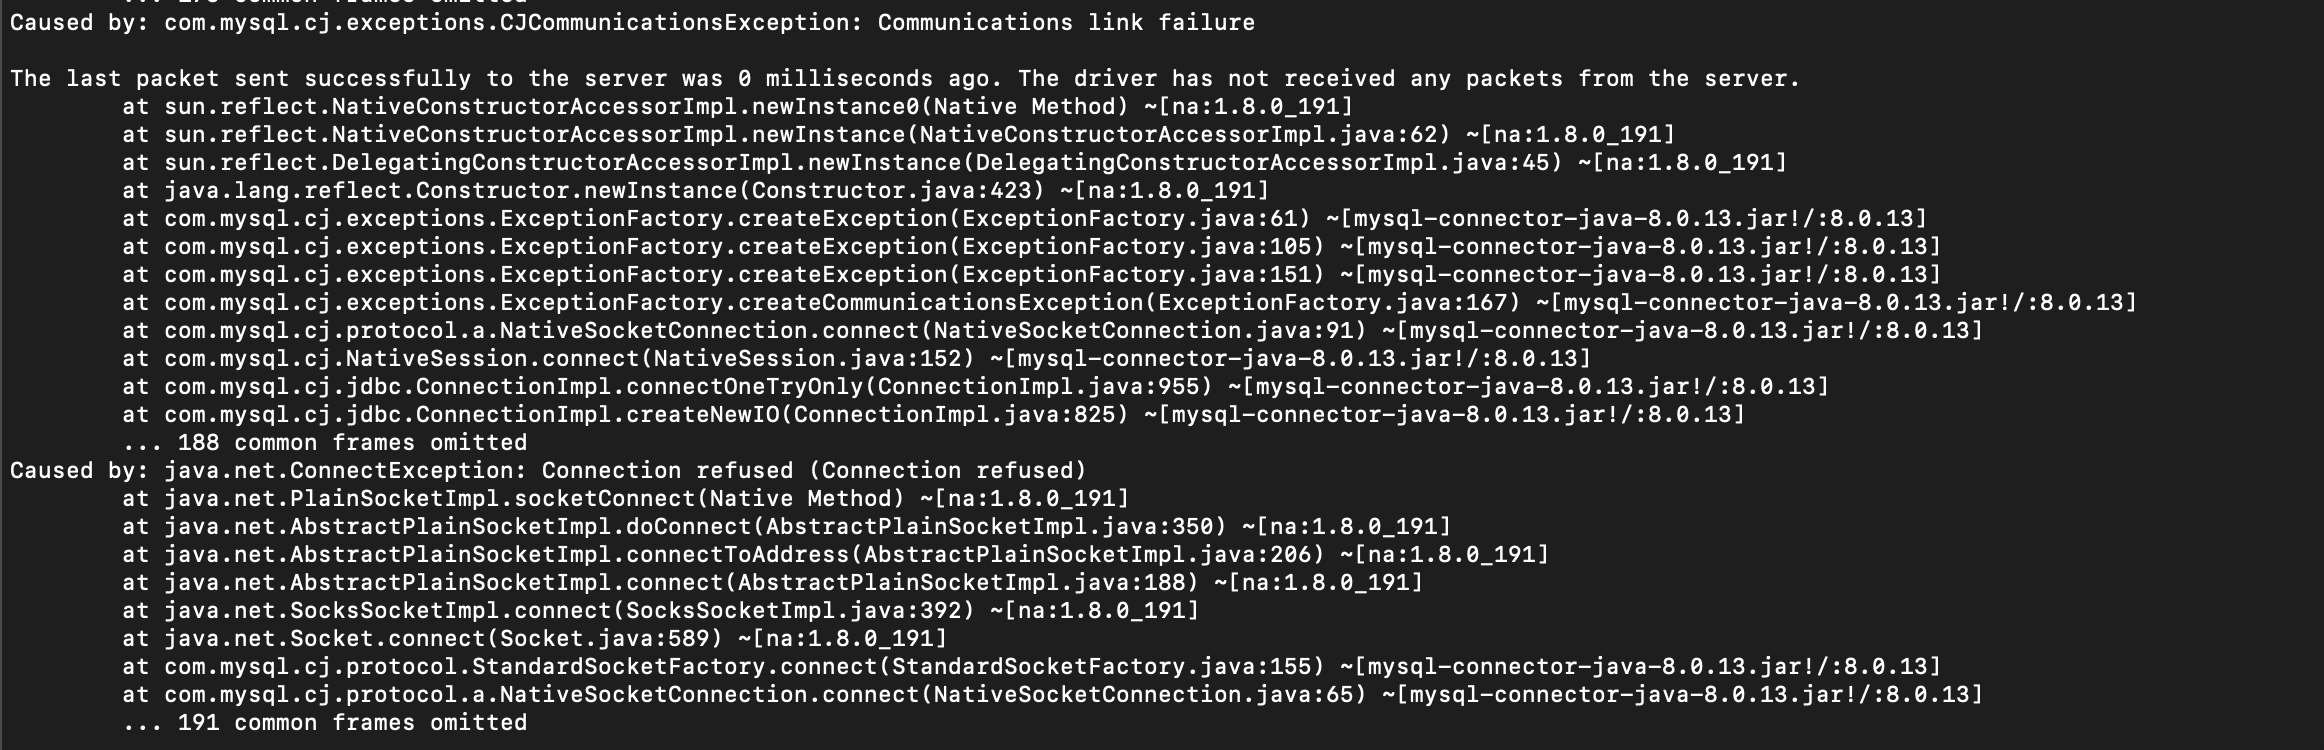 ... 173 common frames omitted
Caused by: com.mysql.cj.exceptions.CJCommunicationsException: Communications link failure

The last packet sent successfully to the server was 0 milliseconds ago. The driver has not received any packets from the server.
	at sun.reflect.NativeConstructorAccessorImpl.newInstance0(Native Method) ~[na:1.8.0_191]
	at sun.reflect.NativeConstructorAccessorImpl.newInstance(NativeConstructorAccessorImpl.java:62) ~[na:1.8.0_191]
	at sun.reflect.DelegatingConstructorAccessorImpl.newInstance(DelegatingConstructorAccessorImpl.java:45) ~[na:1.8.0_191]
	at java.lang.reflect.Constructor.newInstance(Constructor.java:423) ~[na:1.8.0_191]
	at com.mysql.cj.exceptions.ExceptionFactory.createException(ExceptionFactory.java:61) ~[mysql-connector-java-8.0.13.jar!/:8.0.13]
	at com.mysql.cj.exceptions.ExceptionFactory.createException(ExceptionFactory.java:105) ~[mysql-connector-java-8.0.13.jar!/:8.0.13]
	at com.mysql.cj.exceptions.ExceptionFactory.createException(ExceptionFactory.java:151) ~[mysql-connector-java-8.0.13.jar!/:8.0.13]
	at com.mysql.cj.exceptions.ExceptionFactory.createCommunicationsException(ExceptionFactory.java:167) ~[mysql-connector-java-8.0.13.jar!/:8.0.13]
	at com.mysql.cj.protocol.a.NativeSocketConnection.connect(NativeSocketConnection.java:91) ~[mysql-connector-java-8.0.13.jar!/:8.0.13]
	at com.mysql.cj.NativeSession.connect(NativeSession.java:152) ~[mysql-connector-java-8.0.13.jar!/:8.0.13]
	at com.mysql.cj.jdbc.ConnectionImpl.connectOneTryOnly(ConnectionImpl.java:955) ~[mysql-connector-java-8.0.13.jar!/:8.0.13]
	at com.mysql.cj.jdbc.ConnectionImpl.createNewIO(ConnectionImpl.java:825) ~[mysql-connector-java-8.0.13.jar!/:8.0.13]
	... 188 common frames omitted
Caused by: java.net.ConnectException: Connection refused (Connection refused)
	at java.net.PlainSocketImpl.socketConnect(Native Method) ~[na:1.8.0_191]
	at java.net.AbstractPlainSocketImpl.doConnect(AbstractPlainSocketImpl.java:350) ~[na:1.8.0_191]
	at java.net.AbstractPlainSocketImpl.connectToAddress(AbstractPlainSocketImpl.java:206) ~[na:1.8.0_191]
	at java.net.AbstractPlainSocketImpl.connect(AbstractPlainSocketImpl.java:188) ~[na:1.8.0_191]
	at java.net.SocksSocketImpl.connect(SocksSocketImpl.java:392) ~[na:1.8.0_191]
	at java.net.Socket.connect(Socket.java:589) ~[na:1.8.0_191]
	at com.mysql.cj.protocol.StandardSocketFactory.connect(StandardSocketFactory.java:155) ~[mysql-connector-java-8.0.13.jar!/:8.0.13]
	at com.mysql.cj.protocol.a.NativeSocketConnection.connect(NativeSocketConnection.java:65) ~[mysql-connector-java-8.0.13.jar!/:8.0.13]
	... 191 common frames omitted